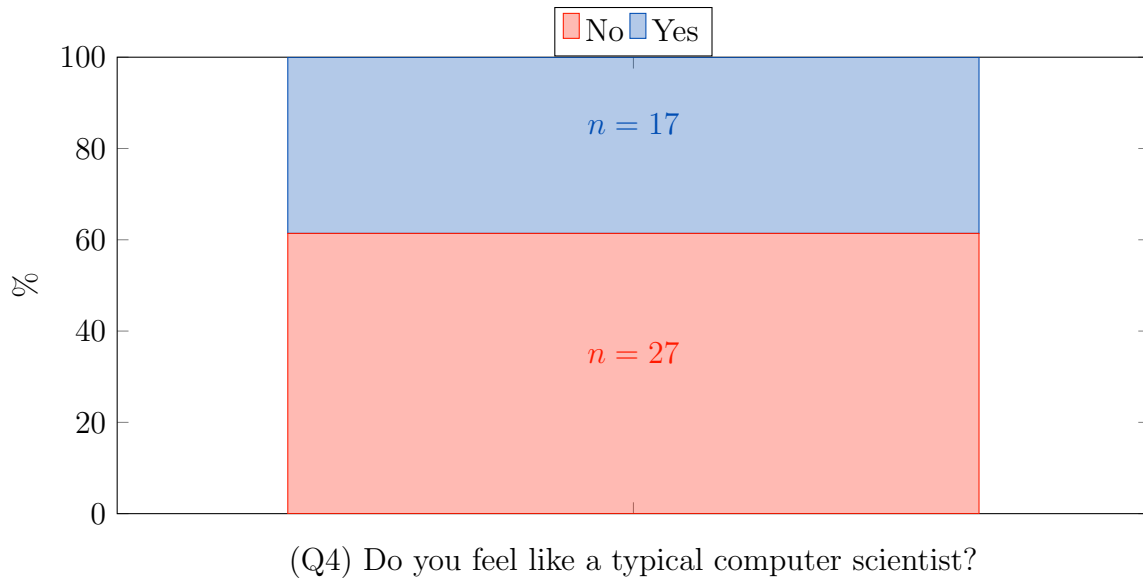 No Yes
100
80
60
40
20
0
%
n = 17
n = 27
(Q4) Do you feel like a typical computer scientist?